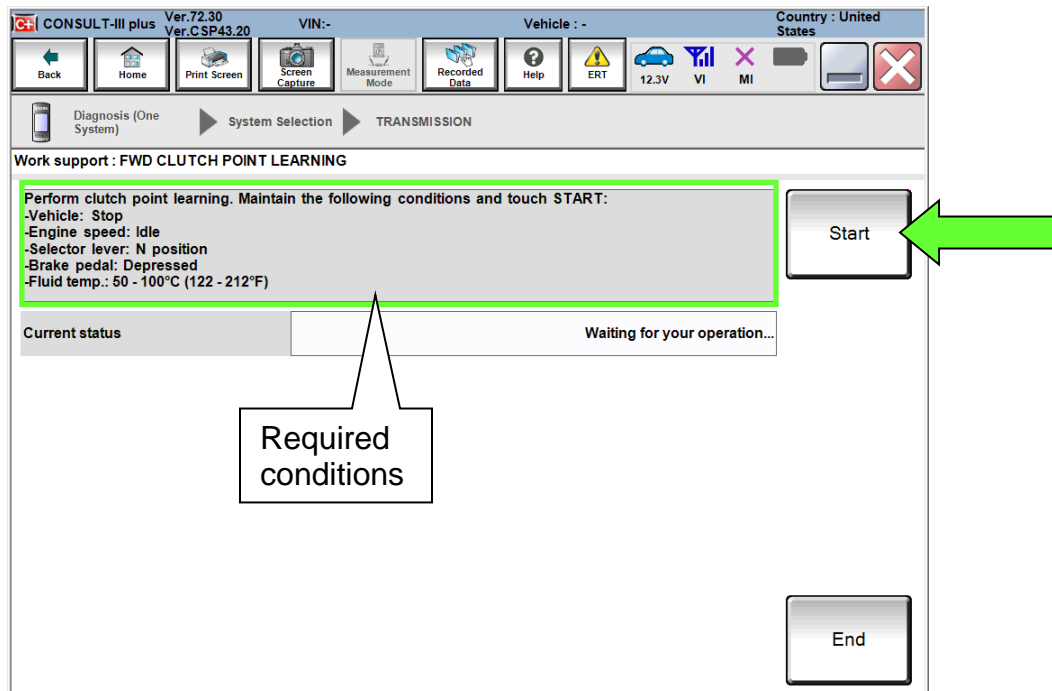 C+ CONSULT-III plus Ver.72.30 VIN:- Vehicle : - Country : United
Ver.CSP43.20 States
Back Home Print Screen Screen Capture Measurement Mode Recorded Data Help ERT 12.3V VI MI
Diagnosis (One System) System Selection TRANSMISSION
Work support : FWD CLUTCH POINT LEARNING
Perform clutch point learning. Maintain the following conditions and touch START:
-Vehicle: Stop
-Engine speed: Idle
-Selector lever: N position
-Brake pedal: Depressed
-Fluid temp.: 50 - 100°C (122 - 212°F)
Start
Current status Waiting for your operation...
Required
conditions
End